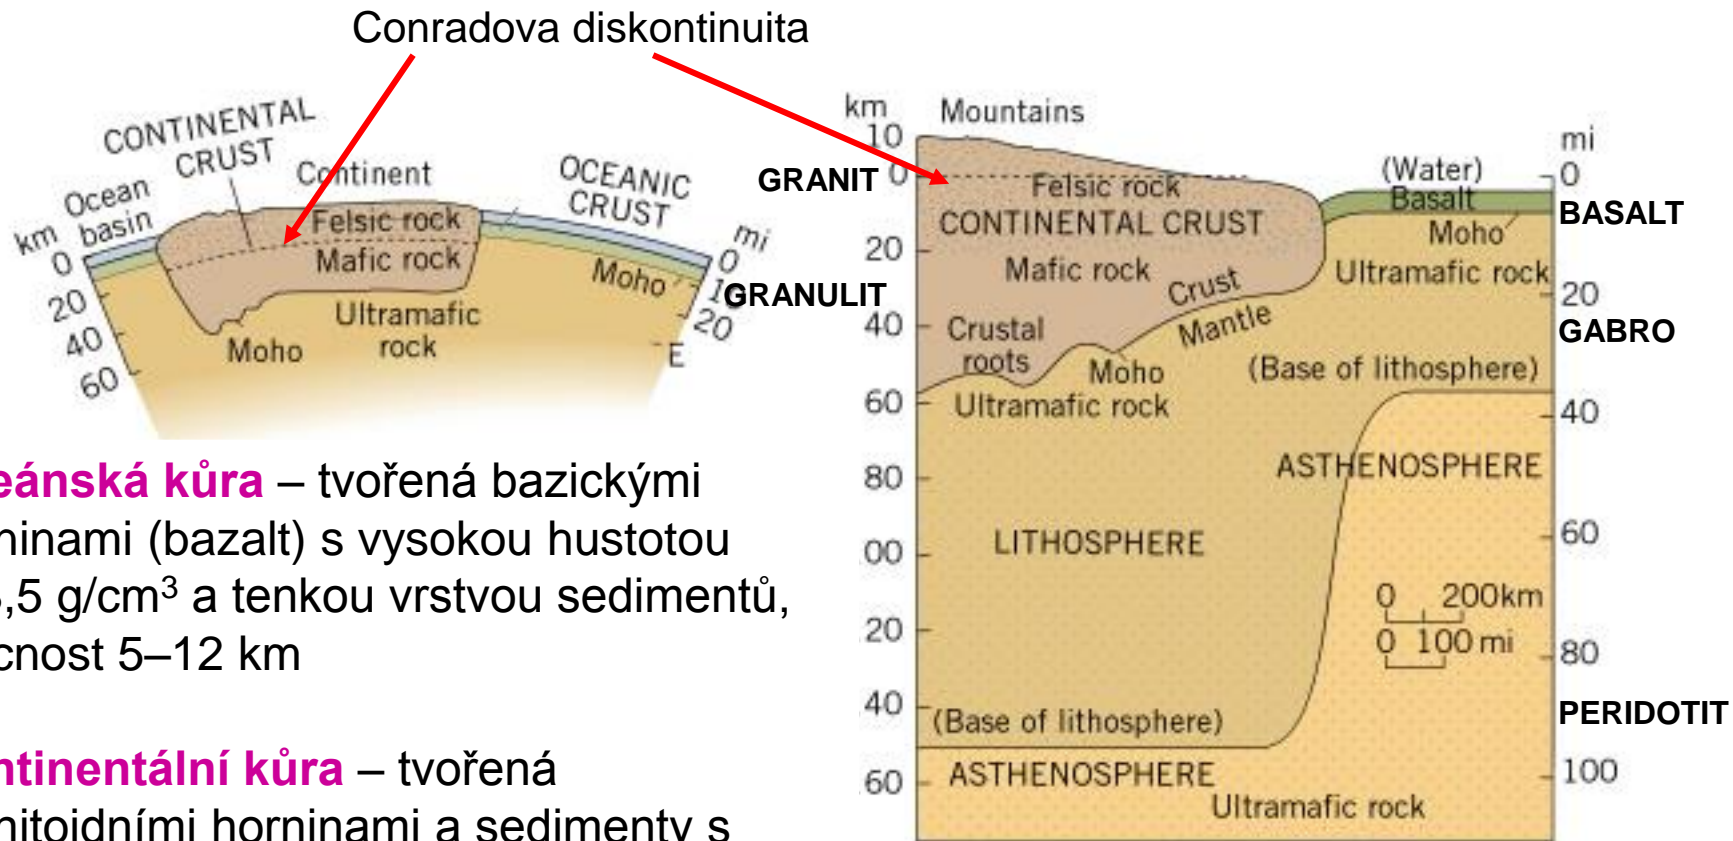 Conradova diskontinuita
CONTINENTAL
CRUST
Ocean
basin
Continent
OCEANIC
CRUST
km
0
20
40
60
Felsic rock
Mafic rock
Ultramafic
rock
Moho
Moho
mi
0
20
E
GRANIT
GRANULIT
km
10
0
20
40
60
80
00
20
40
60
Mountains
Felsic rock
CONTINENTAL CRUST
Mafic rock
Crust
Mantle
Crustal
roots
Moho
Ultramafic rock
(Water)
Basalt
Moho
Ultramafic rock
(Base of lithosphere)
ASTHENOSPHERE
LITHOSPHERE
0 200km
0 100 mi
(Base of lithosphere)
ASTHENOSPHERE
Ultramafic rock
mi
0
20
40
60
80
100
BASALT
GABRO
PERIDOTIT
eánská kůra – tvořená bazickými
minami (bazalt) s vysokou hustotou
,5 g/cm³ a tenkou vrstvou sedimentů,
cnost 5–12 km
ntinentální kůra – tvořená
nitoidními horninami a sedimenty s